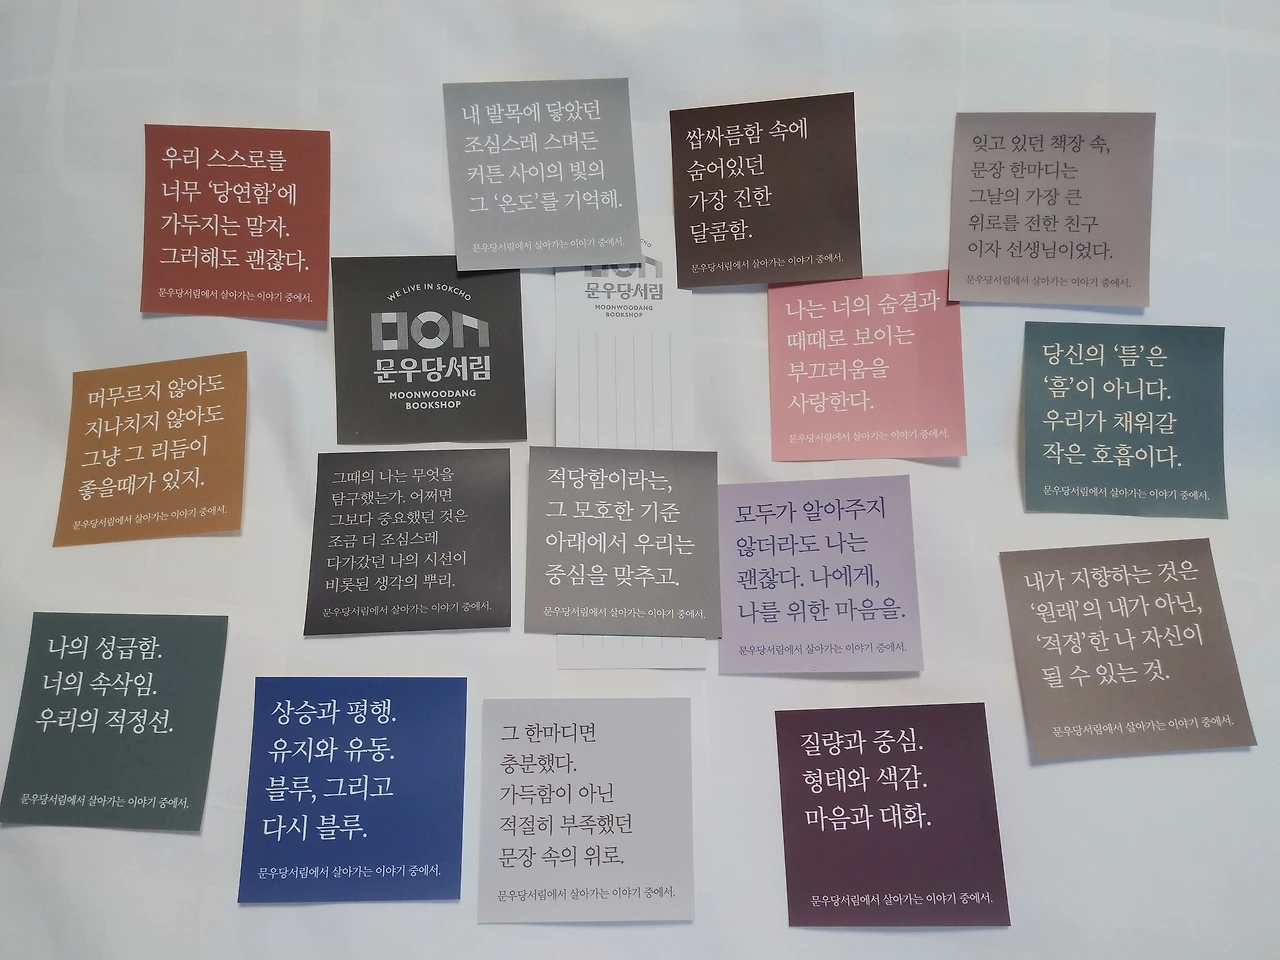 내 발목에 닿았던
조심스레 스며든
커튼 사이의 빛의
그 ‘온도’를 기억해.
문우당서림에서 살아가는 이야기 중에서.
쌉싸름함 속에
숨어있던
가장 진한
달콤함.
문우당서림에서 살아가는 이야기 중에서.
잊고 있던 책장 속,
문장 한마디는
그날의 가장 큰
위로를 전한 친구
이자 선생님이었다.
문우당서림에서 살아가는 이야기 중에서.
우리 스스로를
너무 ‘당연함’에
가두지는 말자.
그러해도 괜찮다.
문우당서림에서 살아가는 이야기 중에서.
WE LIVE IN SOKCHO
문우당서림
MOONWOODANG
BOOKSHOP
문우당서림
MOONWOODANG
BOOKSHOP
나는 너의 숨결과
때때로 보이는
부끄러움을
사랑한다.
문우당서림에서 살아가는 이야기 중에서.
당신의 ‘틈’은
‘흠’이 아니다.
우리가 채워갈
작은 호흡이다.
문우당서림에서 살아가는 이야기 중에서.
머무르지 않아도
지나치지 않아도
그냥 그 리듬이
좋을때가 있지.
문우당서림에서 살아가는 이야기 중에서.
그때의 나는 무엇을
탐구했는가. 어쩌면
그보다 중요했던 것은
조금 더 조심스레
다가갔던 나의 시선이
비롯된 생각의 뿌리.
문우당서림에서 살아가는 이야기 중에서.
적당함이라는,
그 모호한 기준
아래에서 우리는
중심을 맞추고.
문우당서림에서 살아가는 이야기 중에서.
모두가 알아주지
않더라도 나는
괜찮다. 나에게,
나를 위한 마음을.
문우당서림에서 살아가는 이야기 중에서.
내가 지향하는 것은
‘원래’의 내가 아닌,
‘적정’한 나 자신이
될 수 있는 것.
문우당서림에서 살아가는 이야기 중에서.
나의 성급함.
너의 속삭임.
우리의 적정선.
문우당서림에서 살아가는 이야기 중에서.
상승과 평행.
유지와 유동.
블루, 그리고
다시 블루.
문우당서림에서 살아가는 이야기 중에서.
그 한마디면
충분했다.
가득함이 아닌
적절히 부족했던
문장 속의 위로.
문우당서림에서 살아가는 이야기 중에서.
질량과 중심.
형태와 색감.
마음과 대화.
문우당서림에서 살아가는 이야기 중에서.